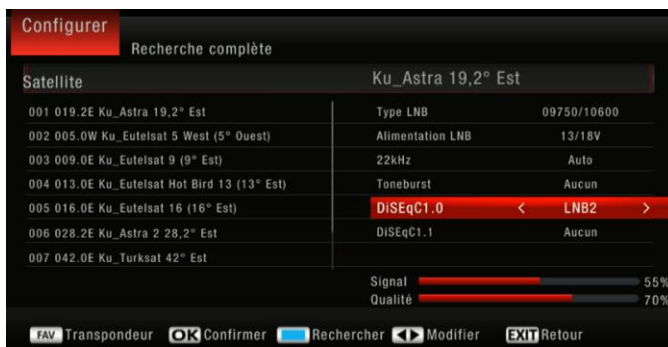 Configurer
Recherche complète
Satellite
Ku_Astra 19,2° Est
001 019.2E Ku_Astra 19,2° Est
002 005.0W Ku_Eutelsat 5 West (5° Ouest)
003 009.0E Ku_Eutelsat 9 (9° Est)
004 013.0E Ku_Eutelsat Hot Bird 13 (13° Est)
005 016.0E Ku_Eutelsat 16 (16° Est)
006 028.2E Ku_Astra 2 28,2° Est
007 042.0E Ku_Turksat 42° Est
Type LNB 09750/10600
Alimentation LNB 13/18V
22kHz Auto
Toneburst Aucun
DiSEqC1.0 < LNB2 >
DiSEqC1.1 Aucun
Signal 55%
Qualité 70%
FAV Transpondeur OK Confirmer Rechercher ◀▶ Modifier EXIT Retour